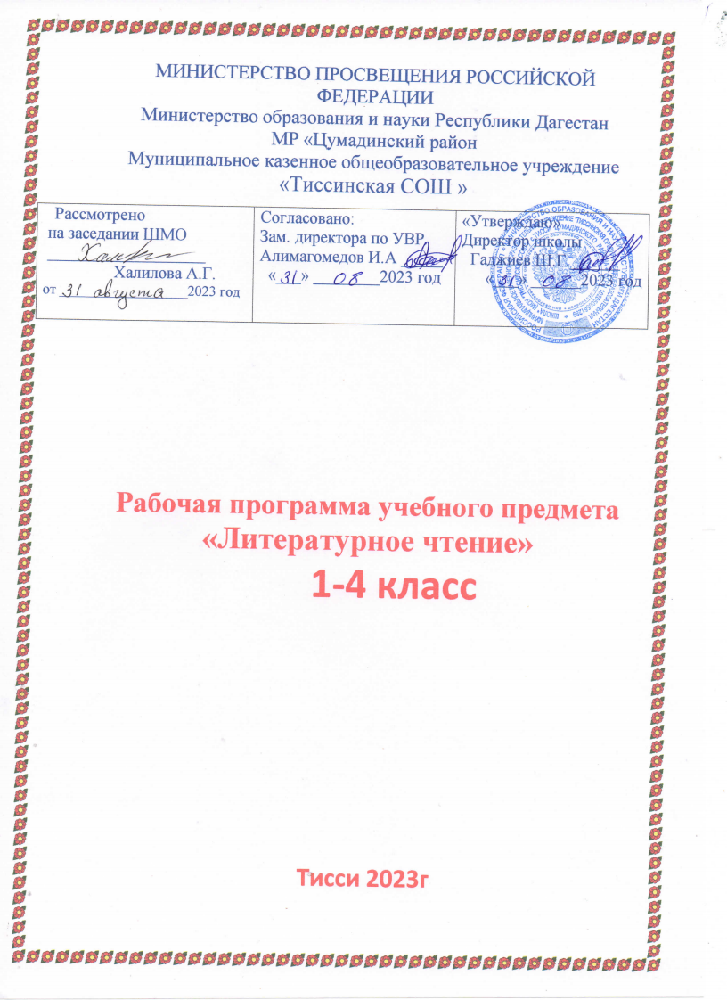 МИНИСТЕРСТВО ПРОСВЕЩЕНИЯ РОССИЙСКОЙ
ФЕДЕРАЦИИ
Министерство образования и науки Республики Дагестан
МР «Цумадинский район
Муниципальное казенное общеобразовательное учреждение
«Тиссинская СОШ »
Рассмотрено
на заседании ШМО
Халилова А.Г.
от 31 августа 2023 год
Согласовано:
Зам. директора по УВР
Алимагомедов И.А
« 31 » 08 2023 год
«Утверждаю»
Директор школы
Гаджиев Ш.Г.
« 31 » 08 2023 год
Рабочая программа учебного предмета
«Литературное чтение»
1-4 класс
Тисси 2023г